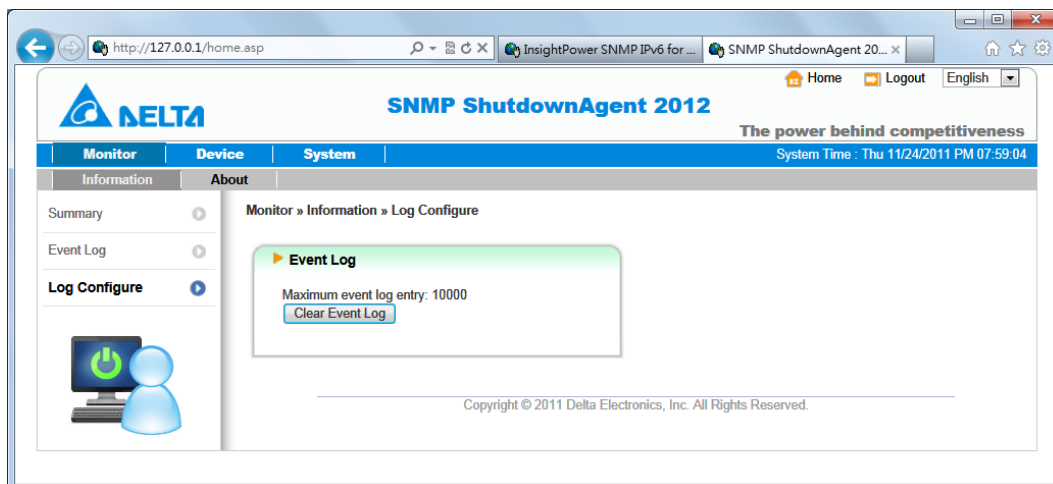 http://127.0.0.1/home.asp
InsightPower SNMP IPv6 for ...
SNMP ShutdownAgent 20...
Home
Logout
English
DELTA
SNMP ShutdownAgent 2012
The power behind competitiveness
Monitor
Device
System
System Time : Thu 11/24/2011 PM 07:59:04
Information
About
Summary
Monitor » Information » Log Configure
Event Log
Event Log
Log Configure
Maximum event log entry: 10000
Clear Event Log
Copyright © 2011 Delta Electronics, Inc. All Rights Reserved.